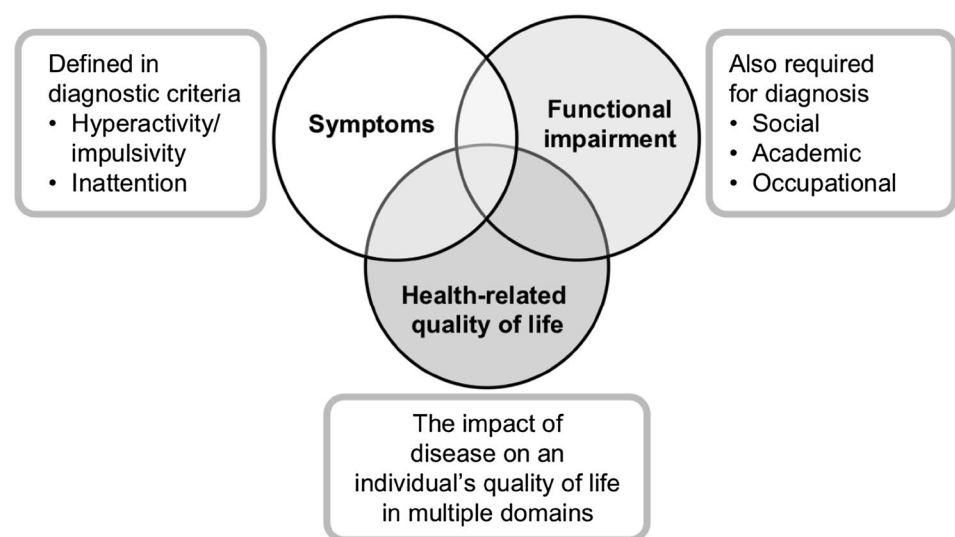 Defined in
diagnostic criteria
• Hyperactivity/
impulsivity
• Inattention
Symptoms
Functional
impairment
Also required
for diagnosis
• Social
• Academic
• Occupational
Health-related
quality of life
The impact of
disease on an
individual’s quality of life
in multiple domains